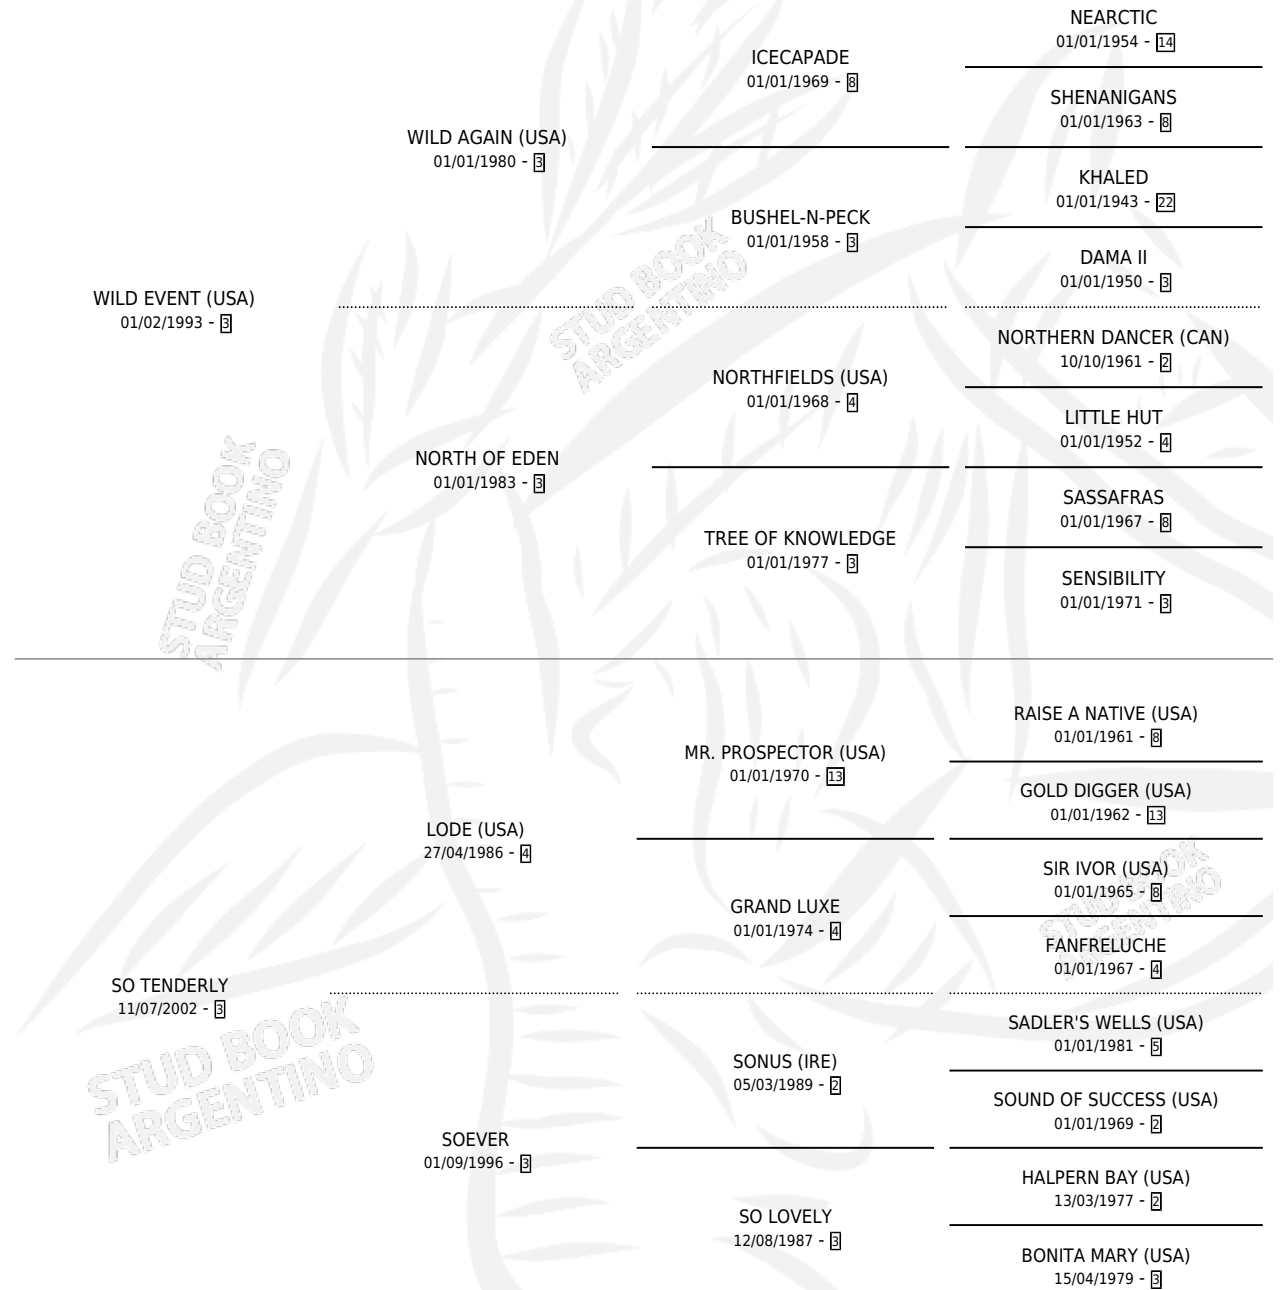 NEARCTIC
01/01/1954 - 14
ICECAPADE
01/01/1969 - 8
SHENANIGANS
01/01/1963 - 8
WILD AGAIN (USA)
01/01/1980 - 3
KHALED
01/01/1943 - 22
BUSHEL-N-PECK
01/01/1958 - 3
DAMA II
01/01/1950 - 3
WILD EVENT (USA)
01/02/1993 - 3
STUD BOOK
ARGENTINO
NORTHERN DANCER (CAN)
10/10/1961 - 2
NORTHFIELDS (USA)
01/01/1968 - 4
LITTLE HUT
01/01/1952 - 4
NORTH OF EDEN
01/01/1983 - 3
SASSAFRAS
01/01/1967 - 8
TREE OF KNOWLEDGE
01/01/1977 - 3
SENSIBILITY
01/01/1971 - 3
STUD BOOK
ARGENTINO
RAISE A NATIVE (USA)
01/01/1961 - 8
MR. PROSPECTOR (USA)
01/01/1970 - 13
GOLD DIGGER (USA)
01/01/1962 - 13
LODE (USA)
27/04/1986 - 4
SIR IVOR (USA)
01/01/1965 - 8
GRAND LUXE
01/01/1974 - 4
FANFRELUCHE
01/01/1967 - 4
STUD BOOK
ARGENTINO
SO TENDERLY
11/07/2002 - 3
SADLER'S WELLS (USA)
01/01/1981 - 5
SONUS (IRE)
05/03/1989 - 2
SOUND OF SUCCESS (USA)
01/01/1969 - 2
STUD BOOK
ARGENTINO
SOEVER
01/09/1996 - 3
HALPERN BAY (USA)
13/03/1977 - 2
SO LOVELY
12/08/1987 - 3
BONITA MARY (USA)
15/04/1979 - 3